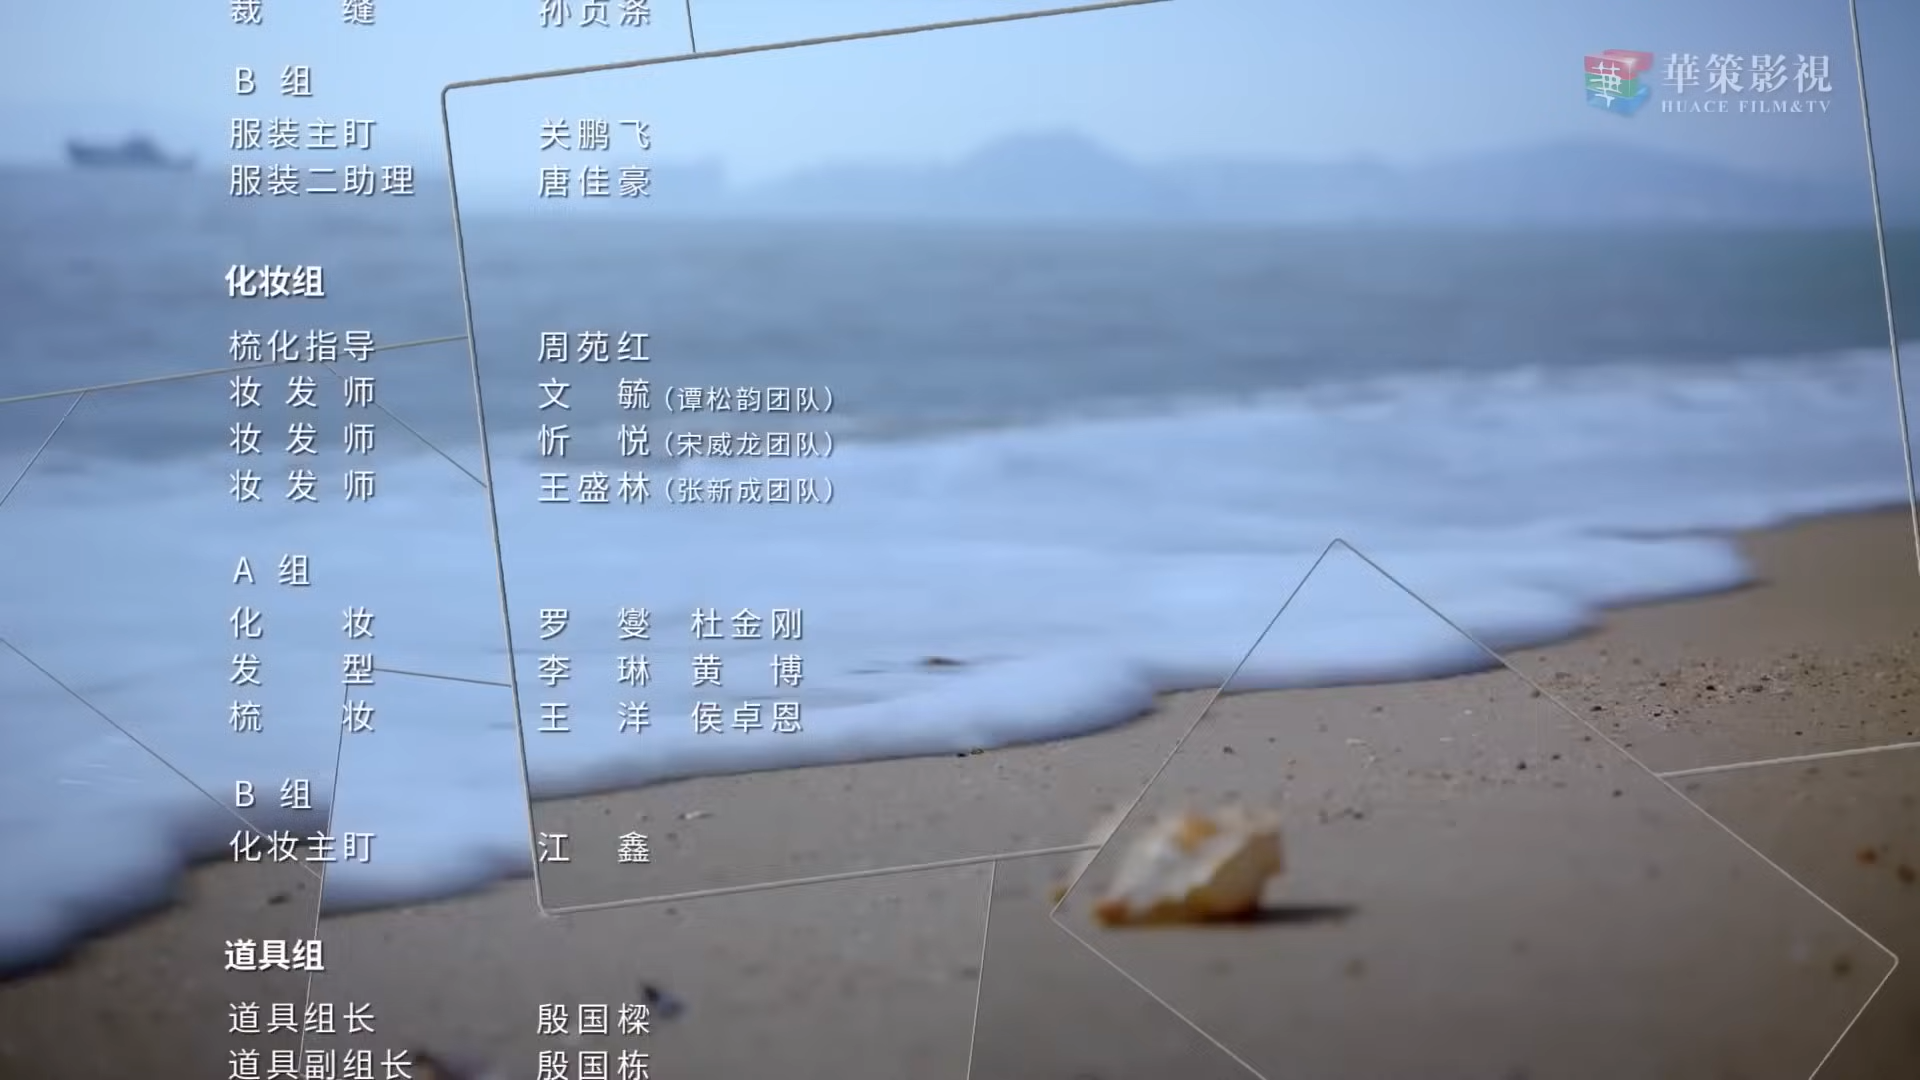 裁缝 孙贞涤
B 组
服装主盯 关鹏飞
服装二助理 唐佳豪
化妆组
梳化指导 周苑红
妆发师 文毓（谭松韵团队）
妆发师 忻悦（宋威龙团队）
妆发师 王盛林（张新成团队）
A 组
化妆 罗燮 杜金刚
发型 李琳 黄博
梳妆 王洋 侯卓恩
B 组
化妆主盯 江鑫
道具组
道具组长 殷国樑
道具副组长 殷国栋
華策影視
HUACE FILM&TV